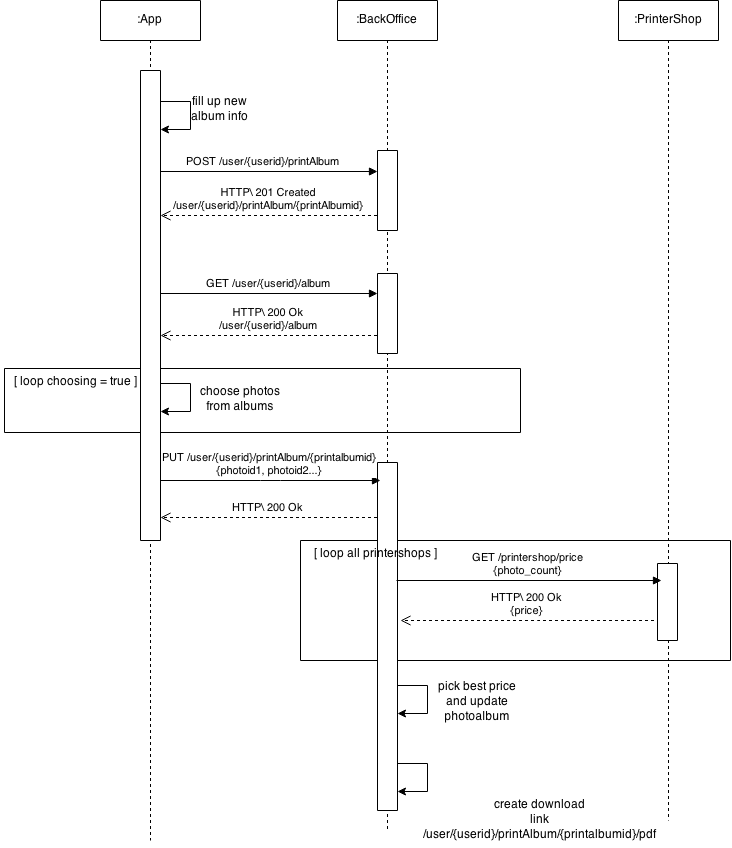 :App
:BackOffice
:PrinterShop
fill up new
album info
POST /user/{userid}/printAlbum
HTTP\ 201 Created
/user/{userid}/printAlbum/{printAlbumid}
GET /user/{userid}/album
HTTP\ 200 Ok
/user/{userid}/album
[ loop choosing = true ]
choose photos
from albums
PUT /user/{userid}/printAlbum/{printalbumid}
{photoid1, photoid2...}
HTTP\ 200 Ok
[ loop all printershops ]
GET /printershop/price
{photo_count}
HTTP\ 200 Ok
{price}
pick best price
and update
photoalbum
create download
link
/user/{userid}/printAlbum/{printalbumid}/pdf